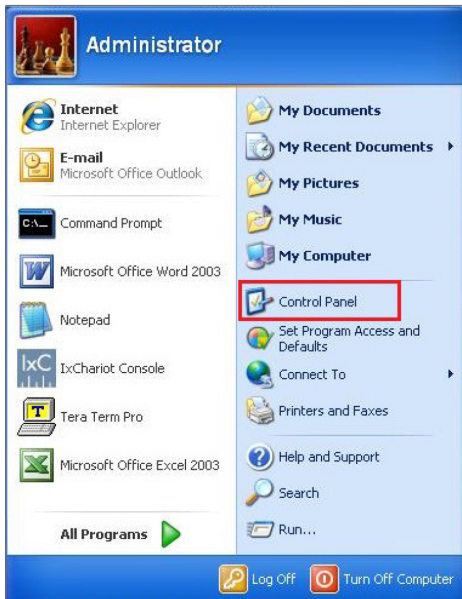 Administrator
Internet
Internet Explorer
E-mail
Microsoft Office Outlook
C:\_
Command Prompt
Microsoft Office Word 2003
Notepad
IxC
IxChariot Console
T
Tera Term Pro
Microsoft Office Excel 2003
All Programs
My Documents
My Recent Documents
My Pictures
My Music
My Computer
Control Panel
Set Program Access and
Defaults
Connect To
Printers and Faxes
Help and Support
Search
Run...
Log Off
Turn Off Computer